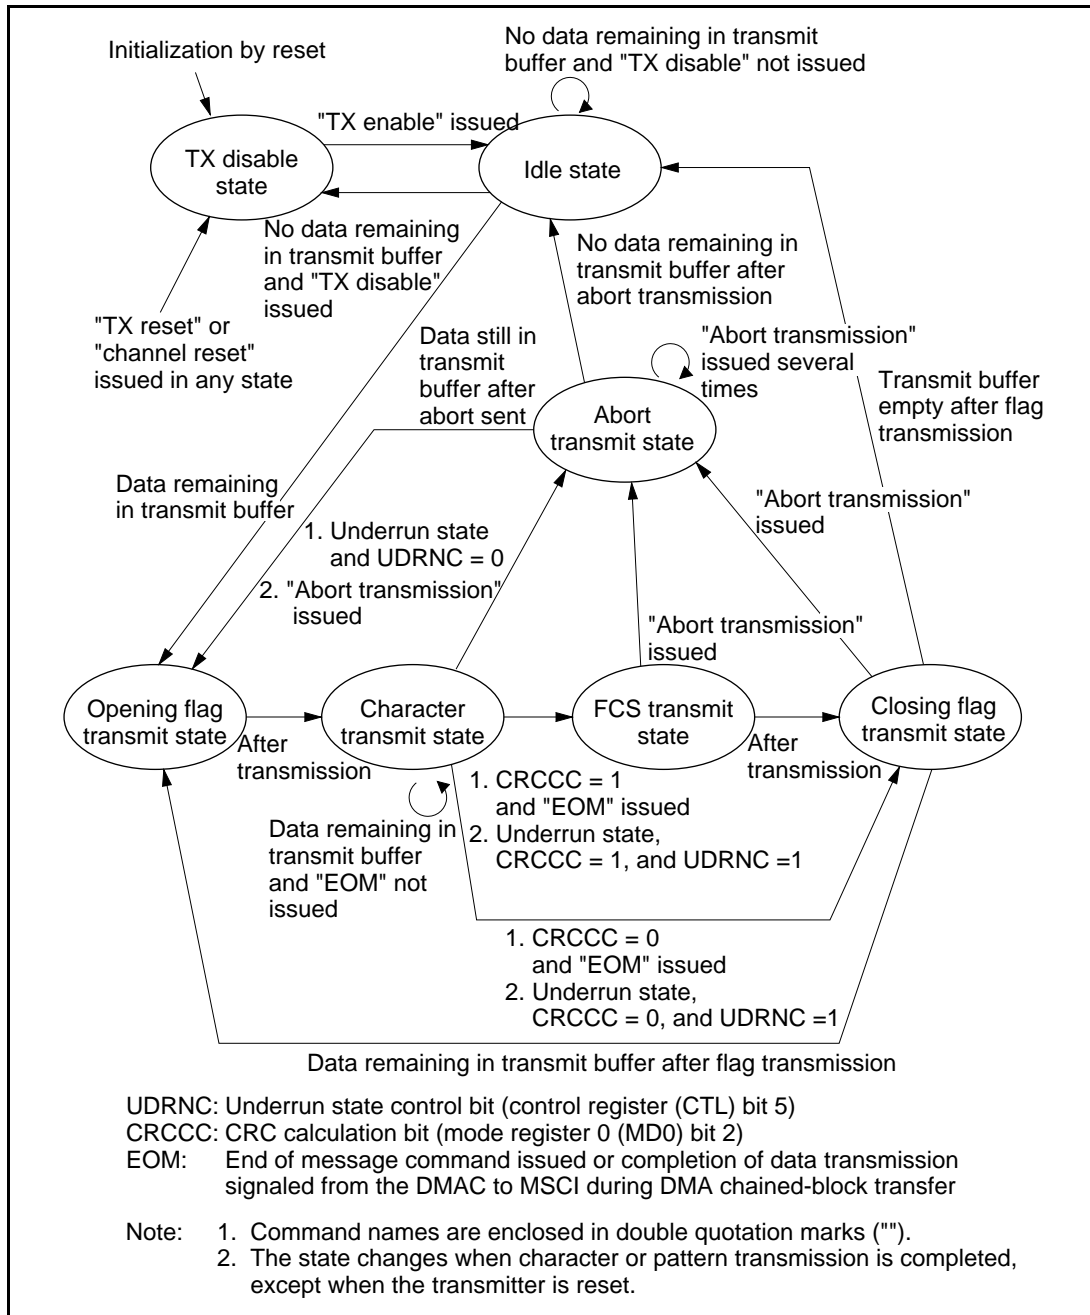 Initialization by reset
No data remaining in transmit
buffer and "TX disable" not issued
"TX enable" issued
TX disable
state
Idle state
No data remaining
in transmit buffer
and "TX disable"
issued
No data remaining in
transmit buffer after
abort transmission
"TX reset" or
"channel reset"
issued in any state
Data still in
transmit
buffer after
abort sent
"Abort transmission"
issued several
times
Transmit buffer
empty after flag
transmission
Abort
transmit state
Data remaining
in transmit buffer
"Abort transmission"
issued
1. Underrun state
and UDRNC = 0
2. "Abort transmission"
issued
"Abort transmission"
issued
Opening flag
transmit state
After
transmission
Character
transmit state
FCS transmit
state
After
transmission
Closing flag
transmit state
1. CRCCC = 1
and "EOM" issued
2. Underrun state,
CRCCC = 1, and UDRNC =1
Data remaining in
transmit buffer
and "EOM" not
issued
1. CRCCC = 0
and "EOM" issued
2. Underrun state,
CRCCC = 0, and UDRNC =1
Data remaining in transmit buffer after flag transmission
UDRNC: Underrun state control bit (control register (CTL) bit 5)
CRCCC: CRC calculation bit (mode register 0 (MD0) bit 2)
EOM: End of message command issued or completion of data transmission
signaled from the DMAC to MSCI during DMA chained-block transfer
Note: 1. Command names are enclosed in double quotation marks ("").
2. The state changes when character or pattern transmission is completed,
except when the transmitter is reset.